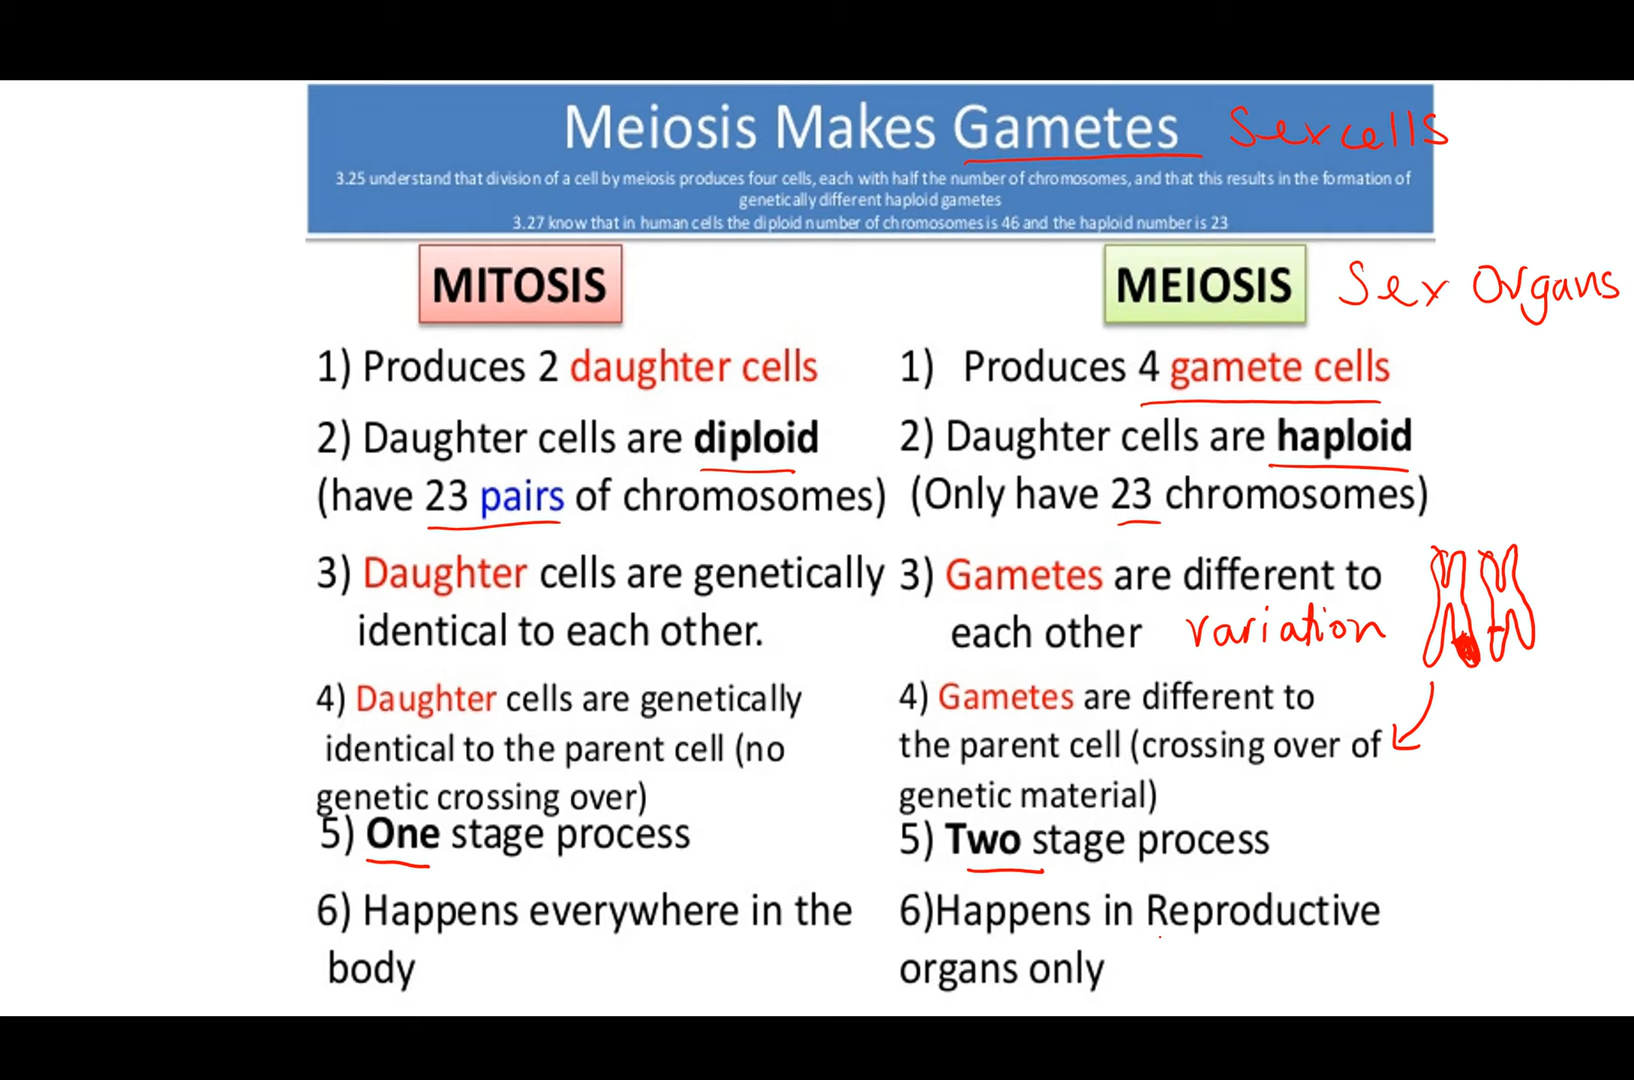 Meiosis Makes Gametes Sex cells
3.25 understand that division of a cell by meiosis produces four cells, each with half the number of chromosomes, and that this results in the formation of
genetically different haploid gametes
3.27 know that in human cells the diploid number of chromosomes is 46 and the haploid number is 23
MITOSIS
1) Produces 2 daughter cells
2) Daughter cells are diploid
(have 23 pairs of chromosomes)
3) Daughter cells are genetically
identical to each other.
4) Daughter cells are genetically
identical to the parent cell (no
genetic crossing over)
5) One stage process
6) Happens everywhere in the
body
MEIOSIS Sex Organs
1) Produces 4 gamete cells
2) Daughter cells are haploid
(Only have 23 chromosomes)
3) Gametes are different to
each other variation
4) Gametes are different to
the parent cell (crossing over of
genetic material)
5) Two stage process
6)Happens in Reproductive
organs only